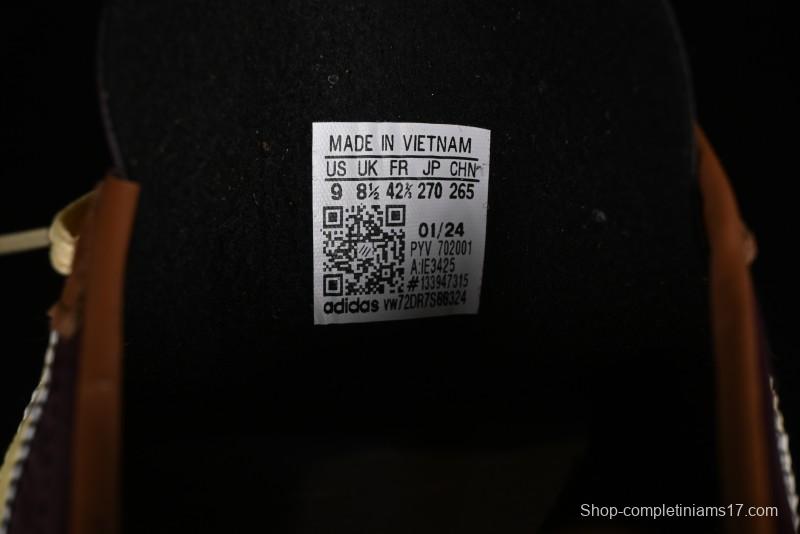 MADE IN VIETNAM
US UK FR JP CHN
9 8½ 42⅔ 270 265
01/24
PYV 702001
A:IE3425
#133947315
adidas VW72DR7S86324
Shop-completiniams17.com